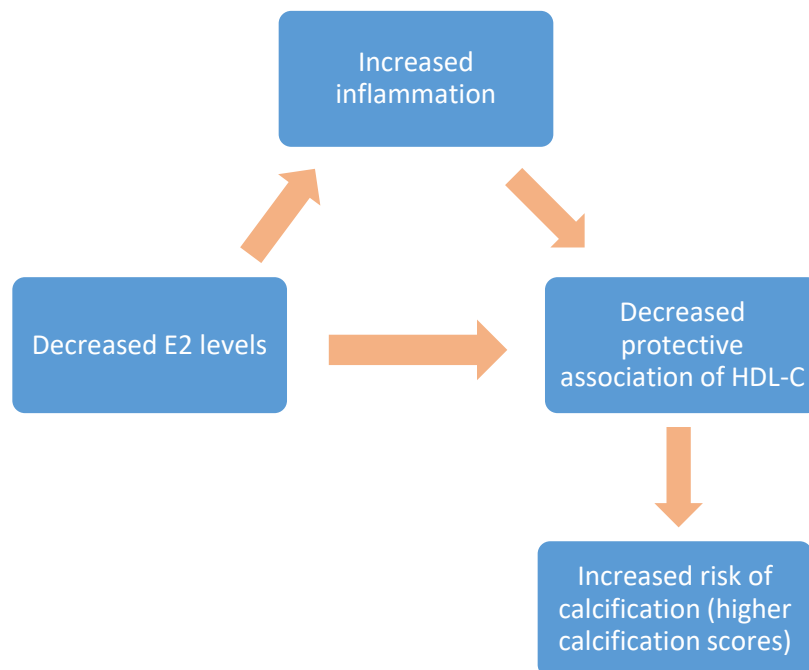 Increased
inflammation
Decreased E2 levels
Decreased
protective
association of HDL-C
Increased risk of
calcification (higher
calcification scores)